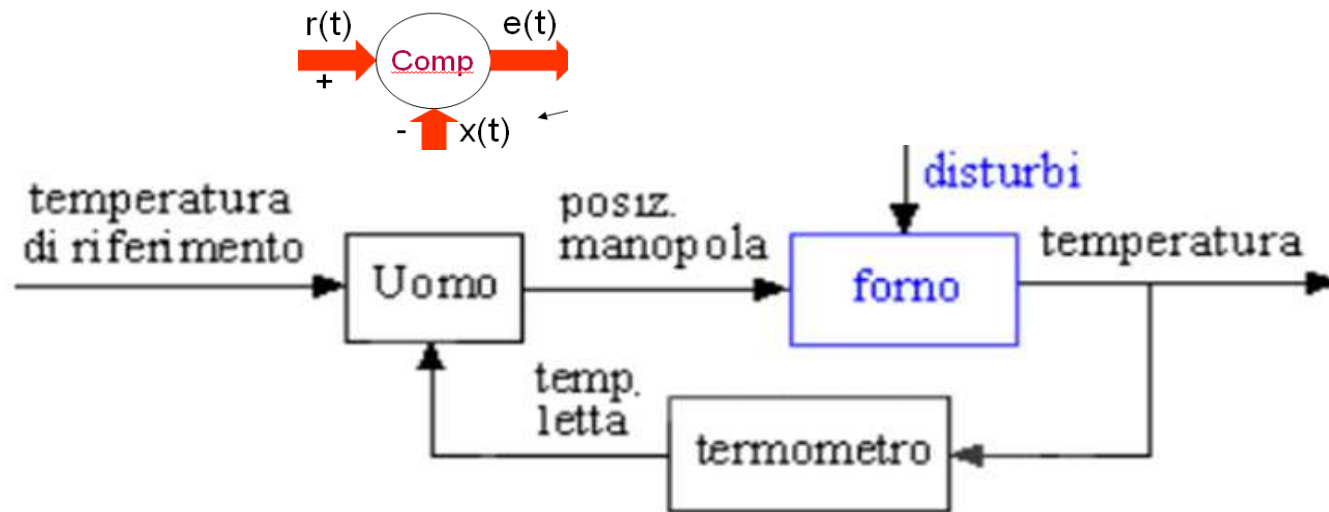 r(t)
e(t)
Comp
+
-
x(t)
disturbi
temperatura
di riferimento
posiz.
manopola
temperatura
Uomo
forno
temp.
letta
termometro